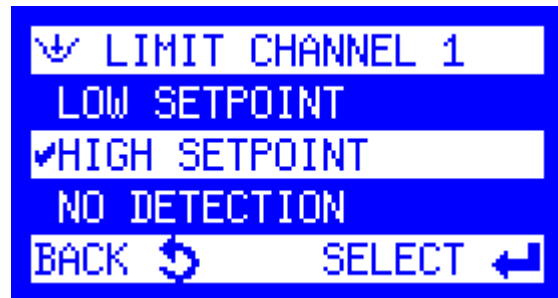 LIMIT CHANNEL 1
LOW SETPOINT
✔HIGH SETPOINT
NO DETECTION
BACK SELECT